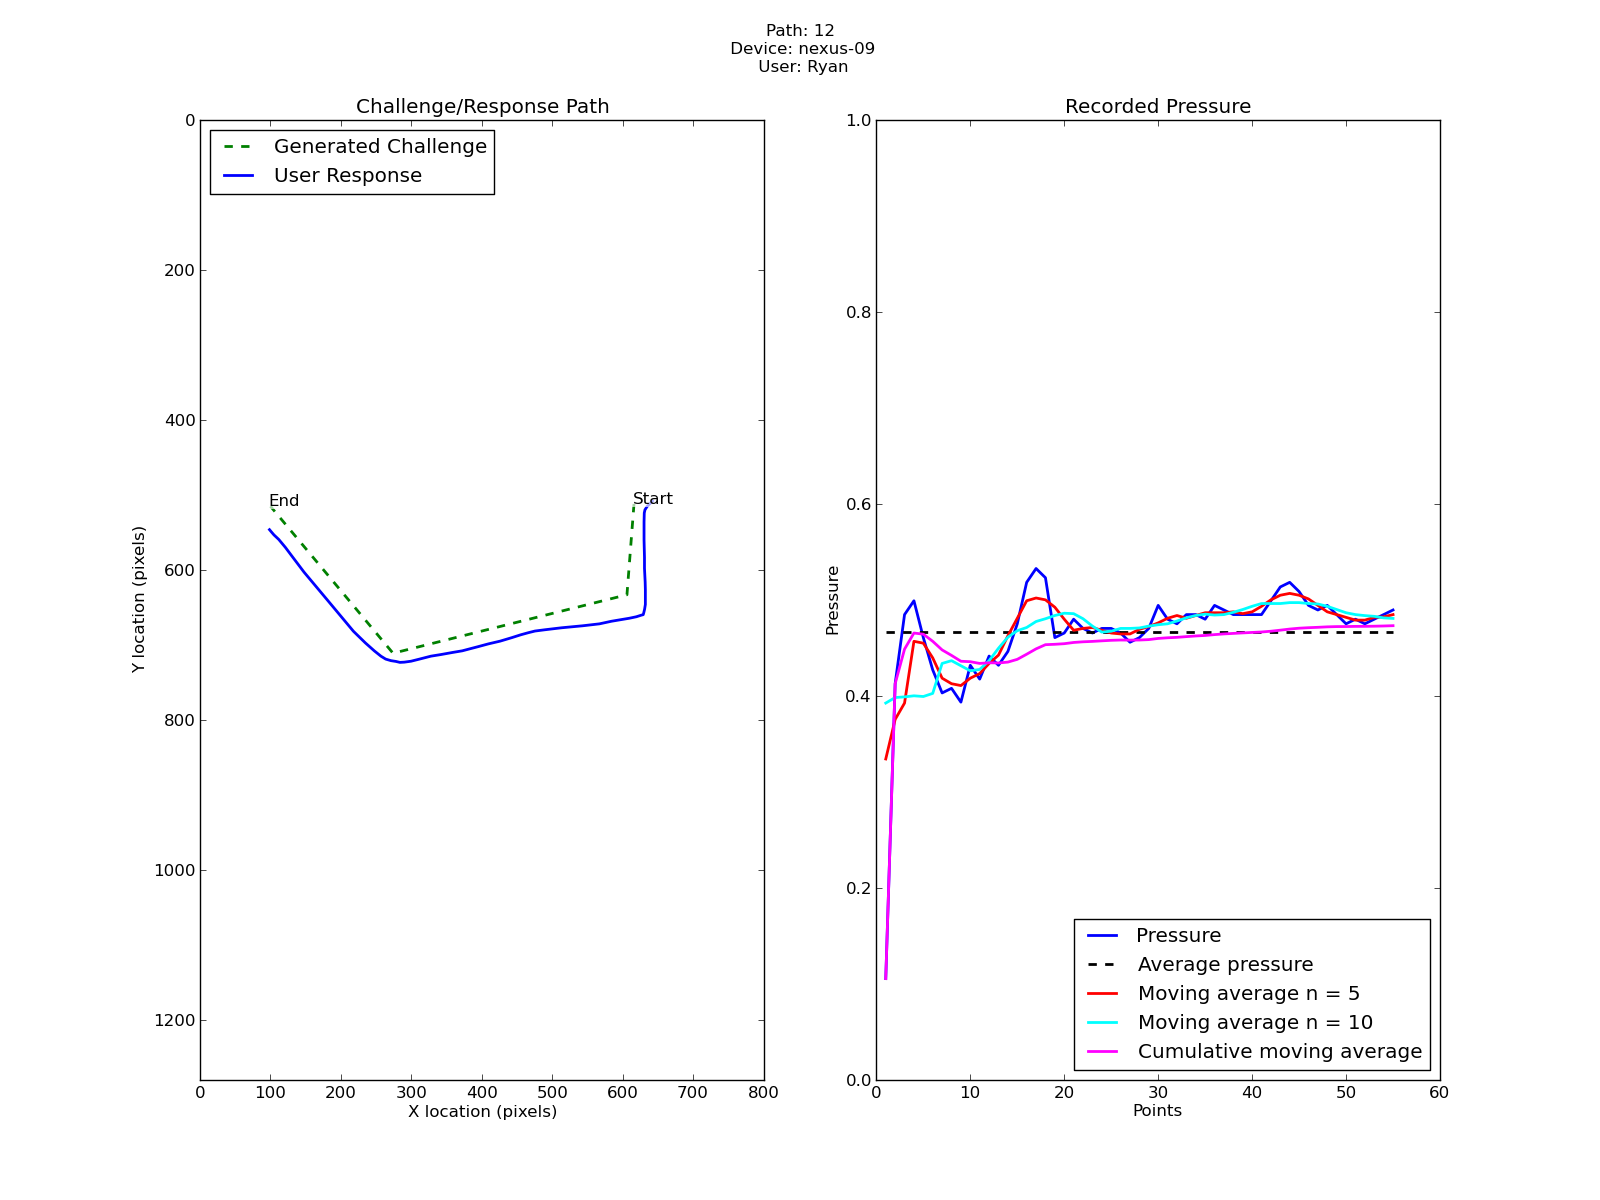 Path: 12
Device: nexus-09
User: Ryan
Challenge/Response Path
Generated Challenge
User Response
0
200
400
600
800
1000
1200
Y location (pixels)
End
Start
0 100 200 300 400 500 600 700 800
X location (pixels)
Recorded Pressure
1.0
0.8
0.6
0.4
0.2
0.0
Pressure
Pressure
Average pressure
Moving average n = 5
Moving average n = 10
Cumulative moving average
0 10 20 30 40 50 60
Points